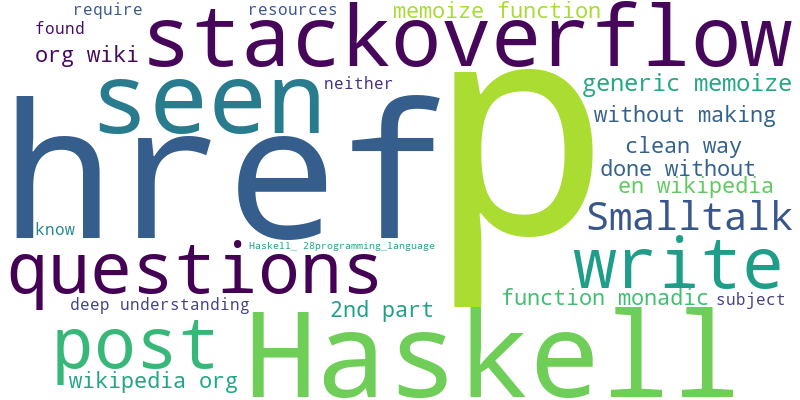 require
resources
memoize function
found
stackoverflow
org wiki
seen
neither
generic memoize
href
p
without making
clean way
done without
en wikipedia
know
Smalltalk
Haskell_ 28programming_language
questions
write
deep understanding
2nd part
function monadic
subject
post
Haskell
wikipedia org